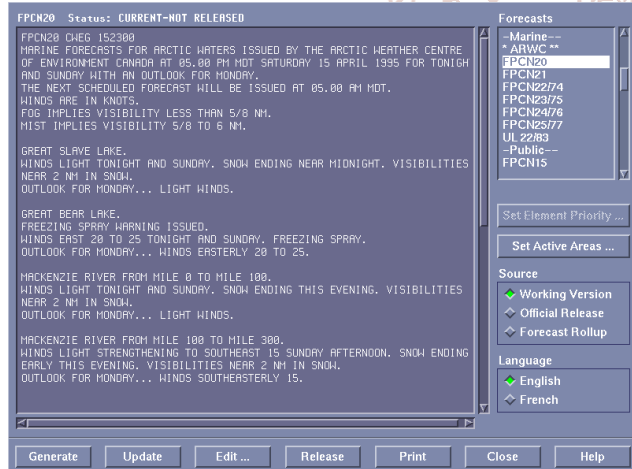 FPCN20 Status: CURRENT-NOT RELEASED
FPCN20 CWEG 152300
MARINE FORECASTS FOR ARCTIC WATERS ISSUED BY THE ARCTIC WEATHER CENTRE
OF ENVIRONMENT CANADA AT 05.00 PM MDT SATURDAY 15 APRIL 1995 FOR TONIGH
AND SUNDAY WITH AN OUTLOOK FOR MONDAY.
THE NEXT SCHEDULED FORECAST WILL BE ISSUED AT 05.00 AM MDT.
WINDS ARE IN KNOTS.
FOG IMPLIES VISIBILITY LESS THAN 5/8 NM.
MIST IMPLIES VISIBILITY 5/8 TO 6 NM.
GREAT SLAVE LAKE.
WINDS LIGHT TONIGHT AND SUNDAY. SNOW ENDING NEAR MIDNIGHT. VISIBILITIES
NEAR 2 NM IN SNOW.
OUTLOOK FOR MONDAY... LIGHT WINDS.
GREAT BEAR LAKE.
FREEZING SPRAY WARNING ISSUED.
WINDS EAST 20 TO 25 TONIGHT AND SUNDAY. FREEZING SPRAY.
OUTLOOK FOR MONDAY... WINDS EASTERLY 20 TO 25.
MACKENZIE RIVER FROM MILE 0 TO MILE 100.
WINDS LIGHT TONIGHT AND SUNDAY. SNOW ENDING THIS EVENING. VISIBILITIES
NEAR 2 NM IN SNOW.
OUTLOOK FOR MONDAY... LIGHT WINDS.
MACKENZIE RIVER FROM MILE 100 TO MILE 300.
WINDS LIGHT STRENGTHENING TO SOUTHEAST 15 SUNDAY AFTERNOON. SNOW ENDING
EARLY THIS EVENING. VISIBILITIES NEAR 2 NM IN SNOW.
OUTLOOK FOR MONDAY... WINDS SOUTHEASTERLY 15.
Forecasts
--Marine--
* ARWC **
FPCN20
FPCN21
FPCN22/74
FPCN23/75
FPCN24/76
FPCN25/77
UL 22/83
--Public--
FPCN15
Set Element Priority ...
Set Active Areas ...
Source
Working Version
Official Release
Forecast Rollup
Language
English
French
Generate
Update
Edit ...
Release
Print
Close
Help